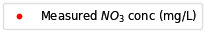 Measured NO₃ conc (mg/L)